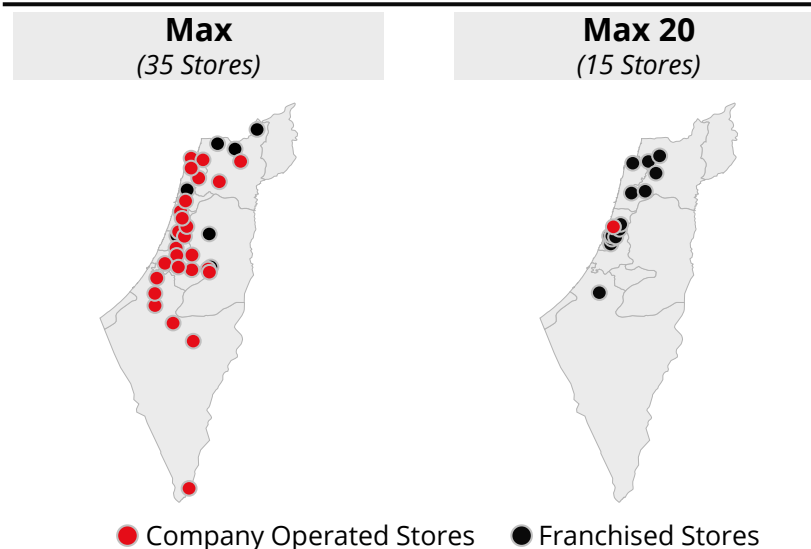 Max
(35 Stores)
Max 20
(15 Stores)
Company Operated Stores
Franchised Stores